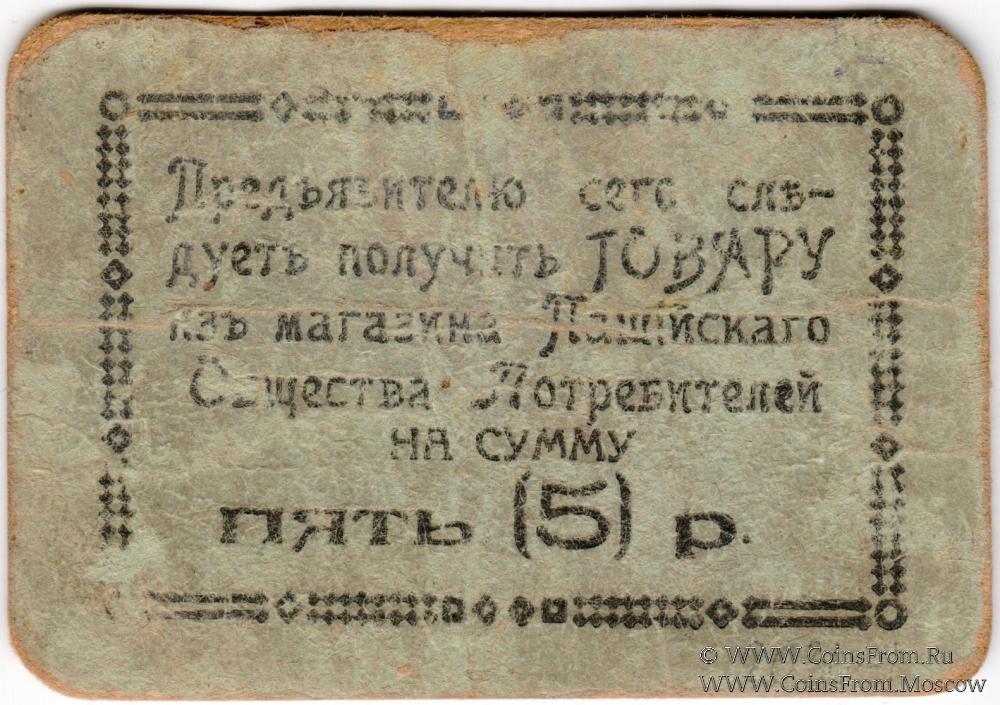 Предъявителю сего слѣ-
дуетъ получить ТОВАРУ
изъ магазина Пашійскаго
Общества Потребителей
НА СУММУ
пять (5) р.
© WWW.CoinsFrom.Ru
WWW.CoinsFrom.Moscow